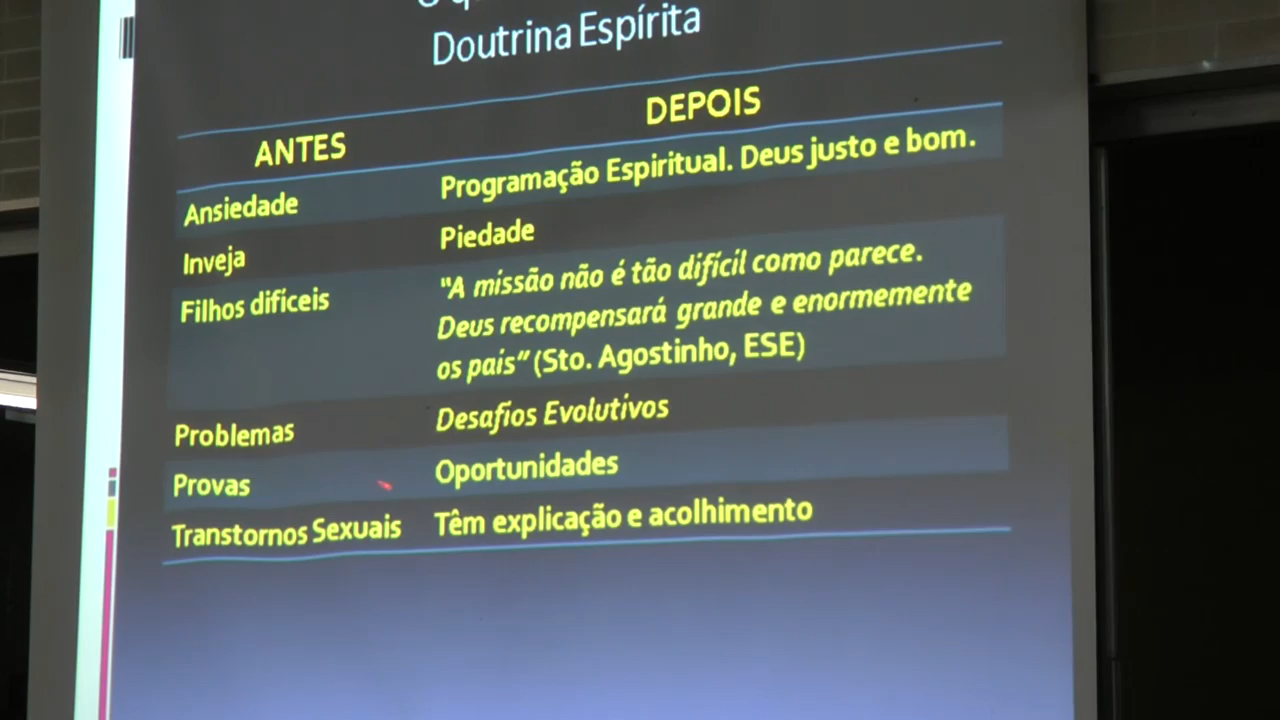 Doutrina Espírita
ANTES DEPOIS
Ansiedade Programação Espiritual. Deus justo e bom.
Inveja Piedade
Filhos difíceis "A missão não é tão difícil como parece.
Deus recompensará grande e enormemente
os pais" (Sto. Agostinho, ESE)
Problemas Desafios Evolutivos
Provas Oportunidades
Transtornos Sexuais Têm explicação e acolhimento